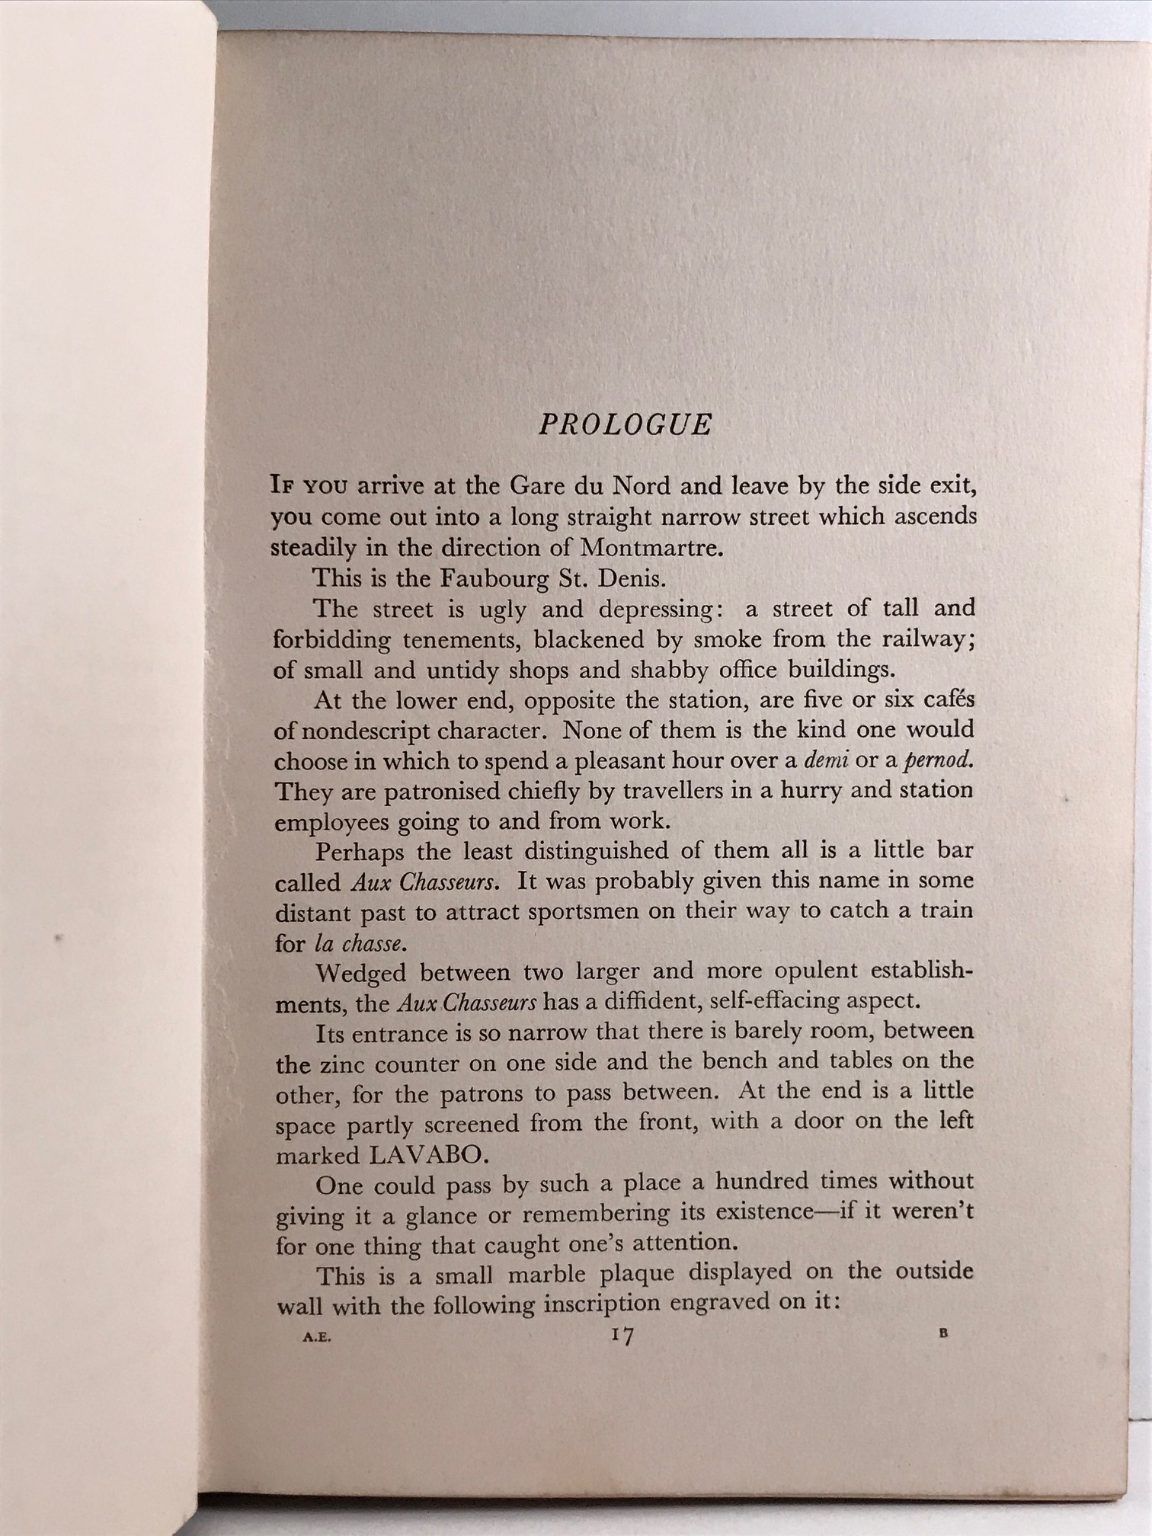 PROLOGUE
IF YOU arrive at the Gare du Nord and leave by the side exit,
you come out into a long straight narrow street which ascends
steadily in the direction of Montmartre.
This is the Faubourg St. Denis.
The street is ugly and depressing: a street of tall and
forbidding tenements, blackened by smoke from the railway;
of small and untidy shops and shabby office buildings.
At the lower end, opposite the station, are five or six cafés
of nondescript character. None of them is the kind one would
choose in which to spend a pleasant hour over a demi or a pernod.
They are patronised chiefly by travellers in a hurry and station
employees going to and from work.
Perhaps the least distinguished of them all is a little bar
called Aux Chasseurs. It was probably given this name in some
distant past to attract sportsmen on their way to catch a train
for la chasse.
Wedged between two larger and more opulent establish-
ments, the Aux Chasseurs has a diffident, self-effacing aspect.
Its entrance is so narrow that there is barely room, between
the zinc counter on one side and the bench and tables on the
other, for the patrons to pass between. At the end is a little
space partly screened from the front, with a door on the left
marked LAVABO.
One could pass by such a place a hundred times without
giving it a glance or remembering its existence—if it weren't
for one thing that caught one's attention.
This is a small marble plaque displayed on the outside
wall with the following inscription engraved on it:
A.E. 17 B